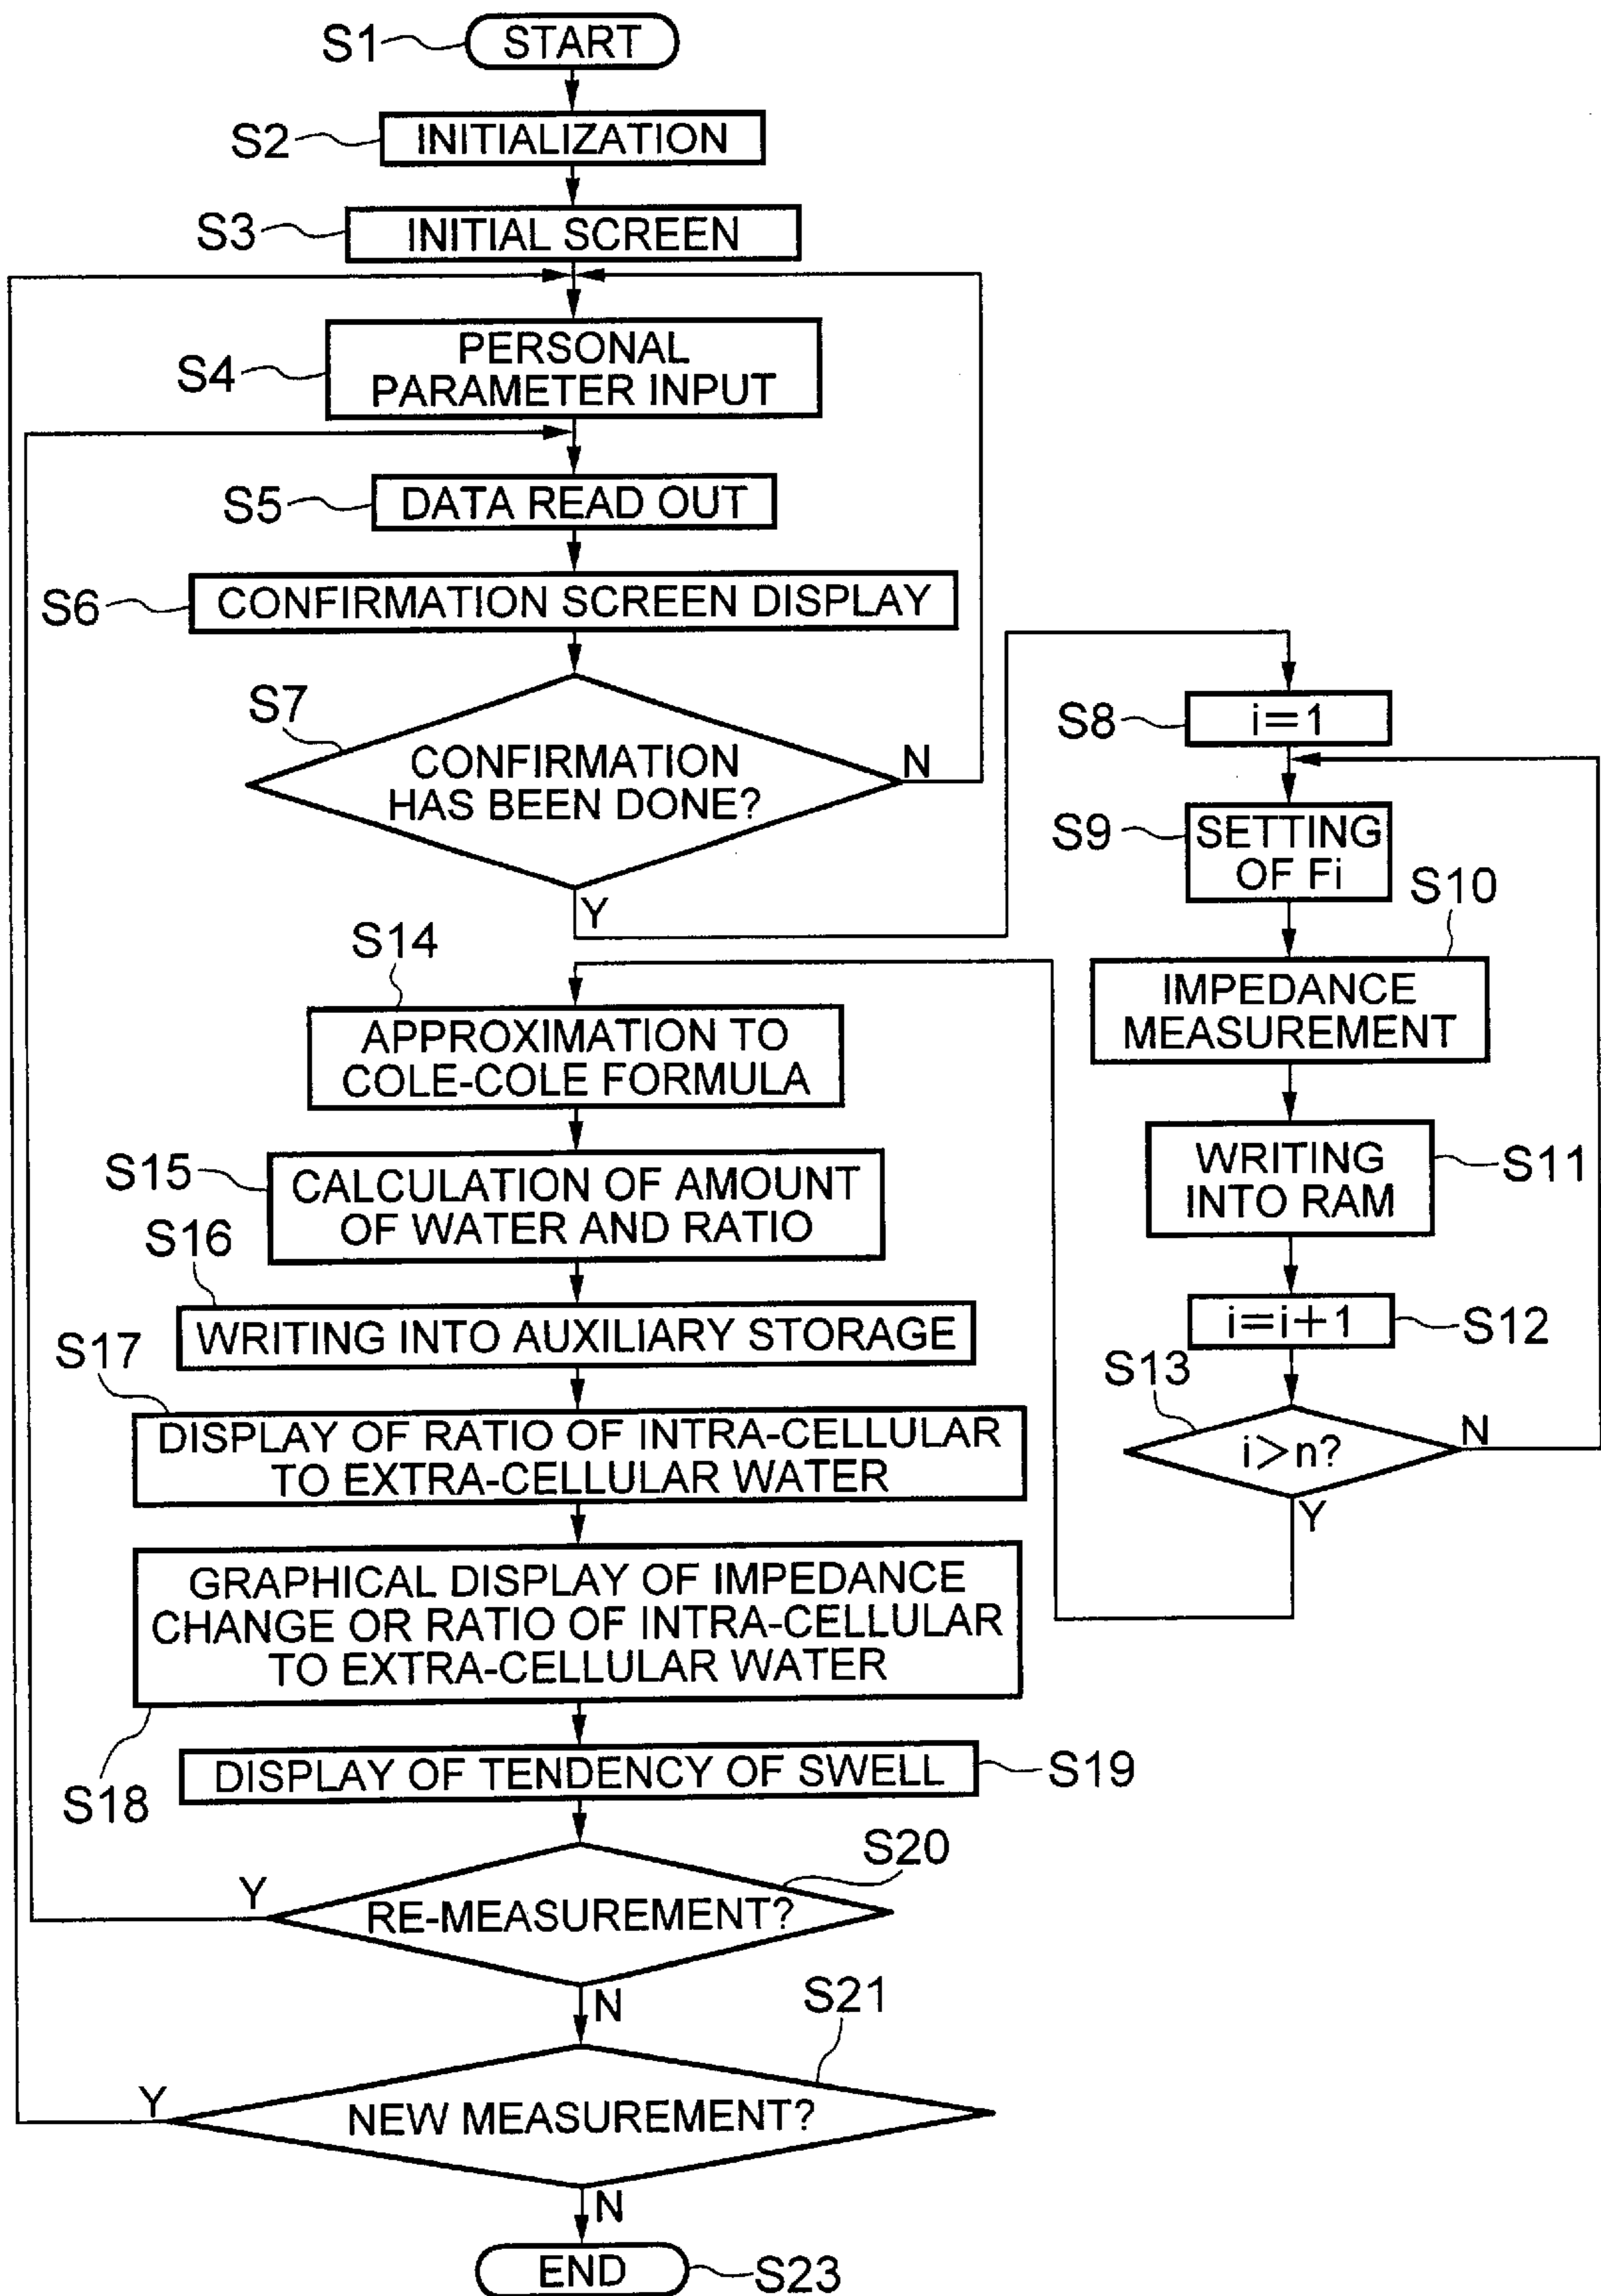 S1
START
S2
INITIALIZATION
S3
INITIAL SCREEN
S4
PERSONAL
PARAMETER INPUT
S5
DATA READ OUT
S6
CONFIRMATION SCREEN DISPLAY
S7
CONFIRMATION
HAS BEEN DONE?
N
Y
S8
i=1
S9
SETTING
OF Fi
S10
IMPEDANCE
MEASUREMENT
WRITING
INTO RAM
S11
i=i+1
S12
S13
i>n?
N
Y
S14
APPROXIMATION TO
COLE-COLE FORMULA
S15
CALCULATION OF AMOUNT
OF WATER AND RATIO
S16
WRITING INTO AUXILIARY STORAGE
S17
DISPLAY OF RATIO OF INTRA-CELLULAR
TO EXTRA-CELLULAR WATER
GRAPHICAL DISPLAY OF IMPEDANCE
CHANGE OR RATIO OF INTRA-CELLULAR
TO EXTRA-CELLULAR WATER
S18
DISPLAY OF TENDENCY OF SWELL
S19
S20
Y
RE-MEASUREMENT?
N
S21
Y
NEW MEASUREMENT?
N
END
S23